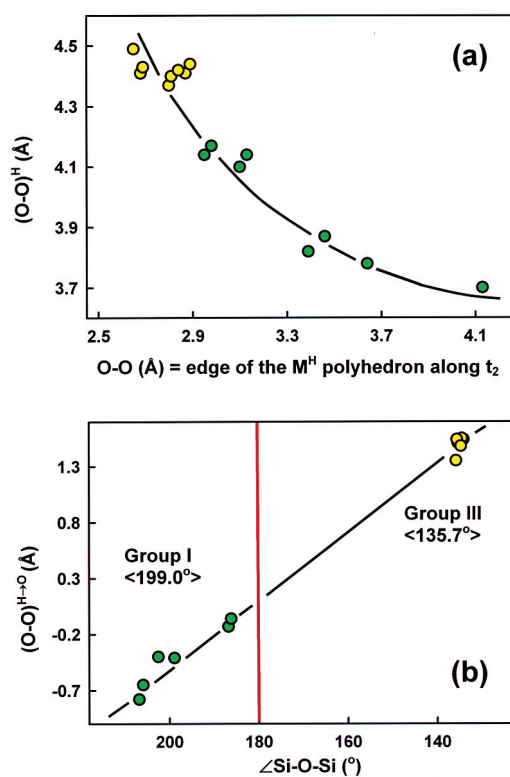 (a)
4.5
4.3
4.1
3.9
3.7
(O-O)ᴴ (Å)
2.5 2.9 3.3 3.7 4.1
O-O (Å) = edge of the Mᴴ polyhedron along t₂
(b)
1.3
0.8
0.3
-0.2
-0.7
(O-O)ᴴ→ᴼ (Å)
Group III
<135.7°>
Group I
<199.0°>
200 180 160 140
∠Si-O-Si (°)